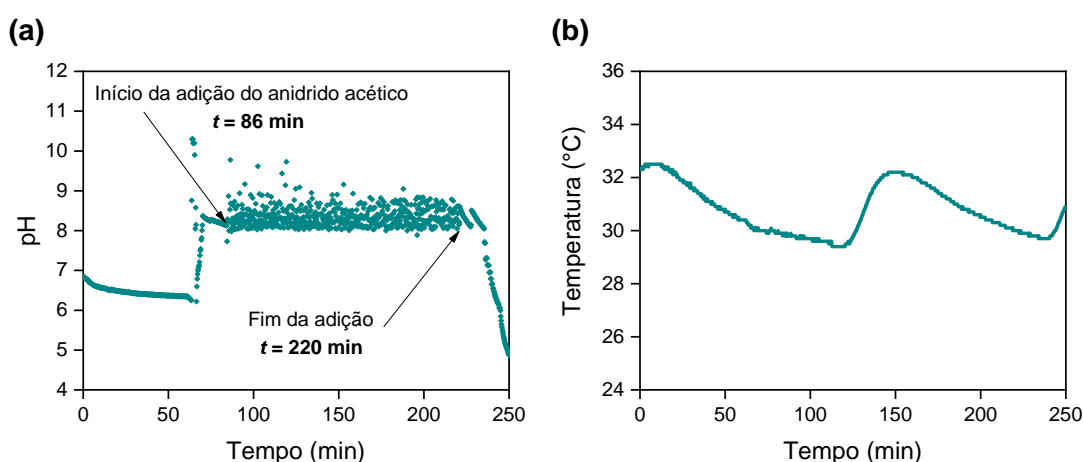 (a)
12
11
10
9
8
7
6
5
4
pH
Início da adição do anidrido acético
t = 86 min
Fim da adição
t = 220 min
0 50 100 150 200 250
Tempo (min)
(b)
36
34
32
30
28
26
24
Temperatura (°C)
0 50 100 150 200 250
Tempo (min)